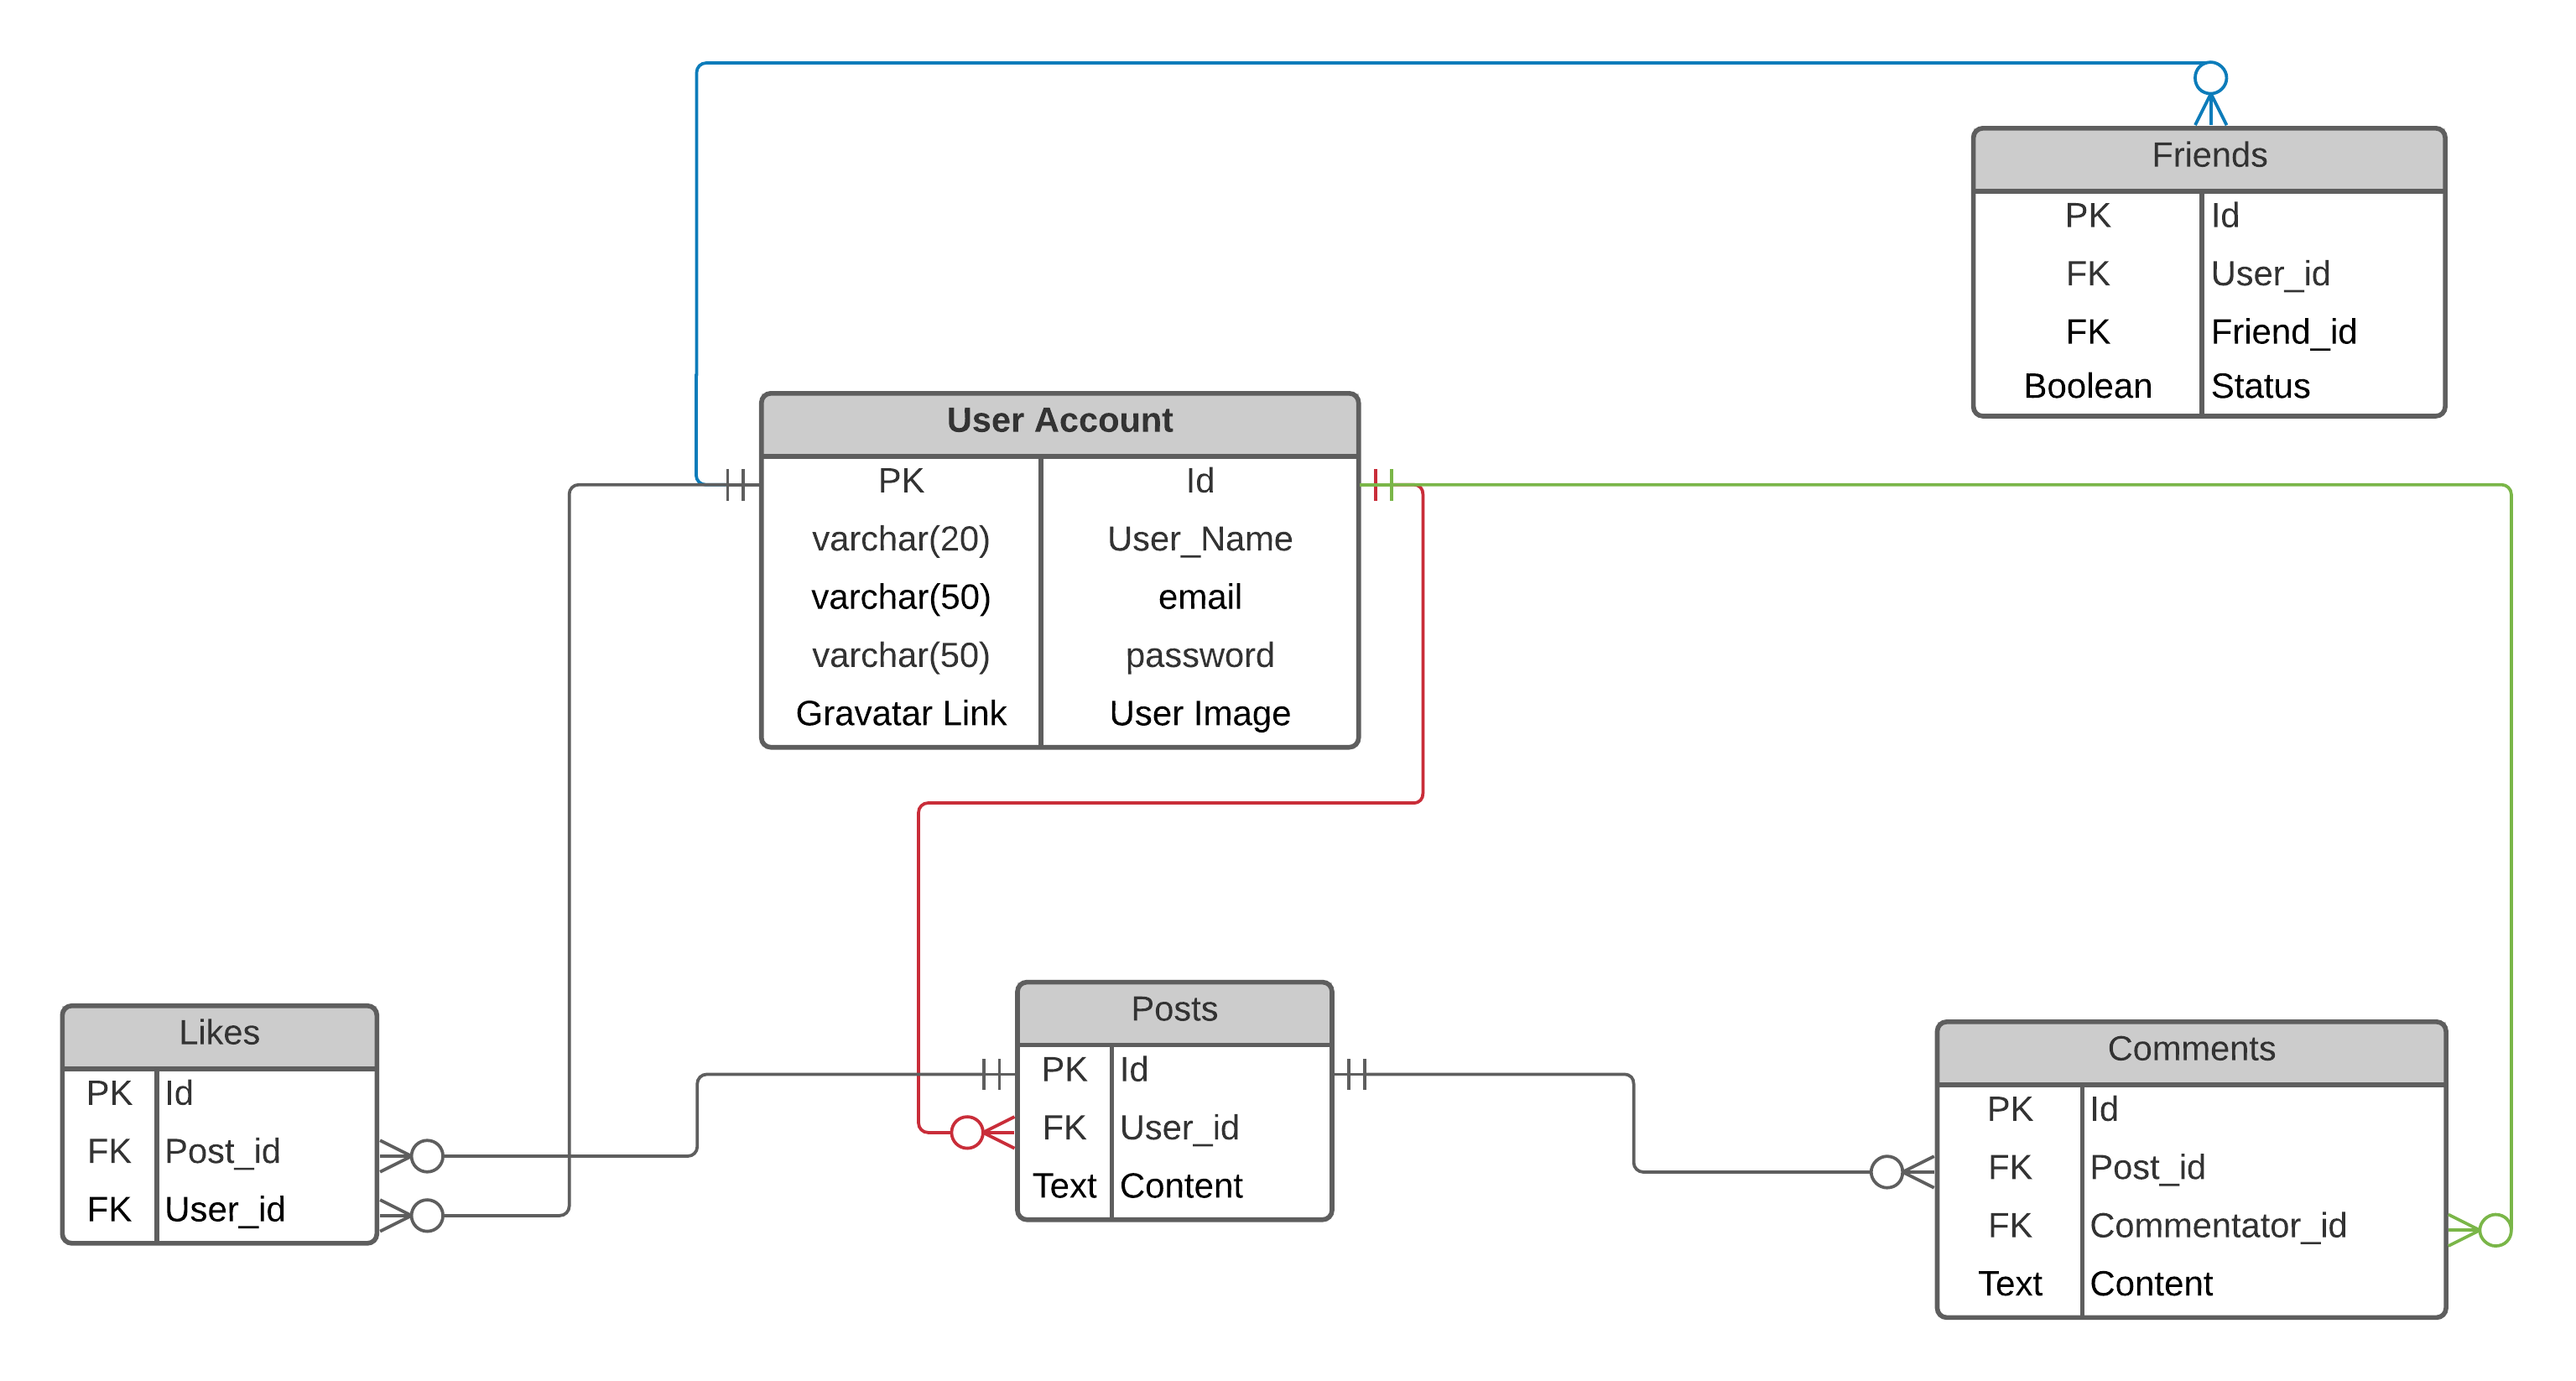 Friends
PK Id
FK User_id
FK Friend_id
Boolean Status
User Account
PK Id
varchar(20) User_Name
varchar(50) email
varchar(50) password
Gravatar Link User Image
Likes
PK Id
FK Post_id
FK User_id
Posts
PK Id
FK User_id
Text Content
Comments
PK Id
FK Post_id
FK Commentator_id
Text Content